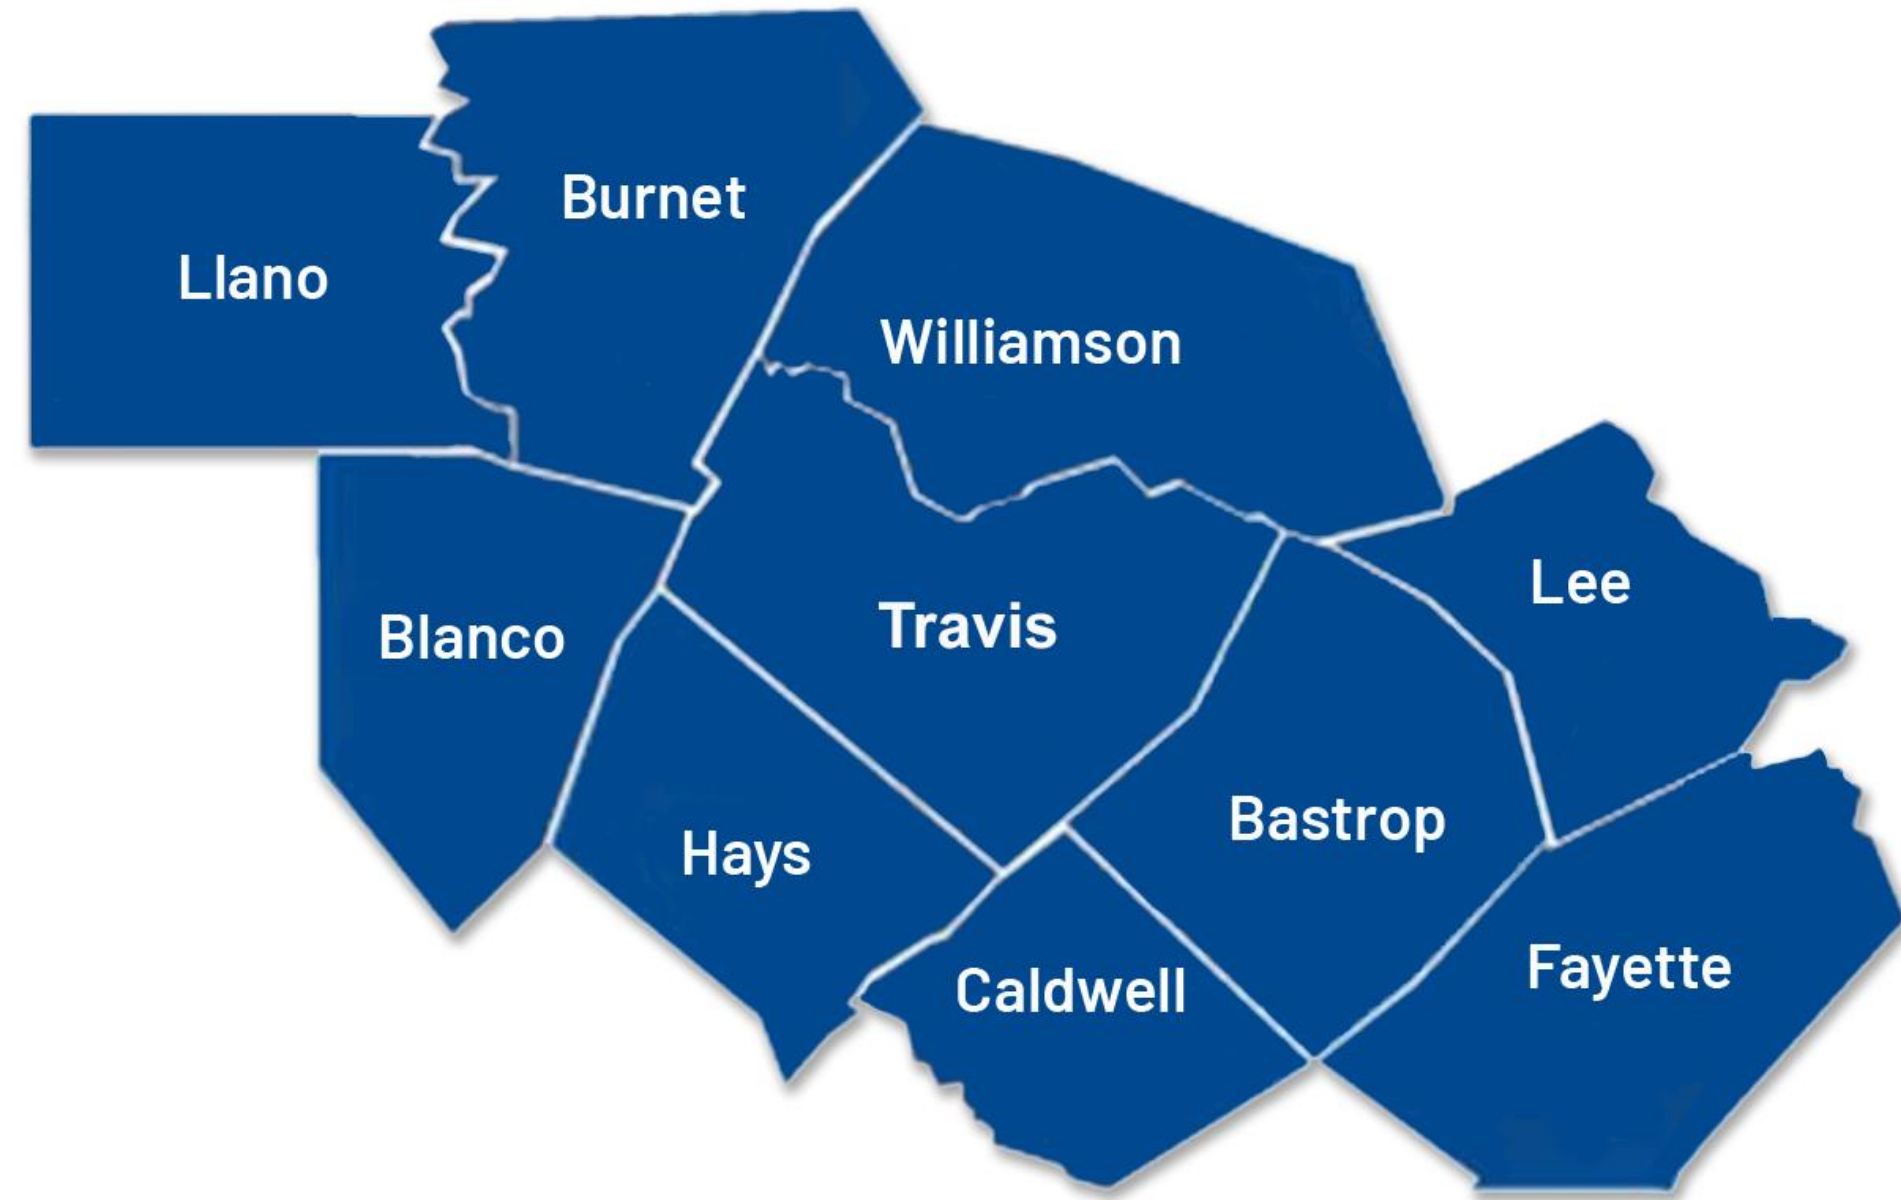 Burnet
Llano
Williamson
Lee
Travis
Blanco
Bastrop
Hays
Fayette
Caldwell